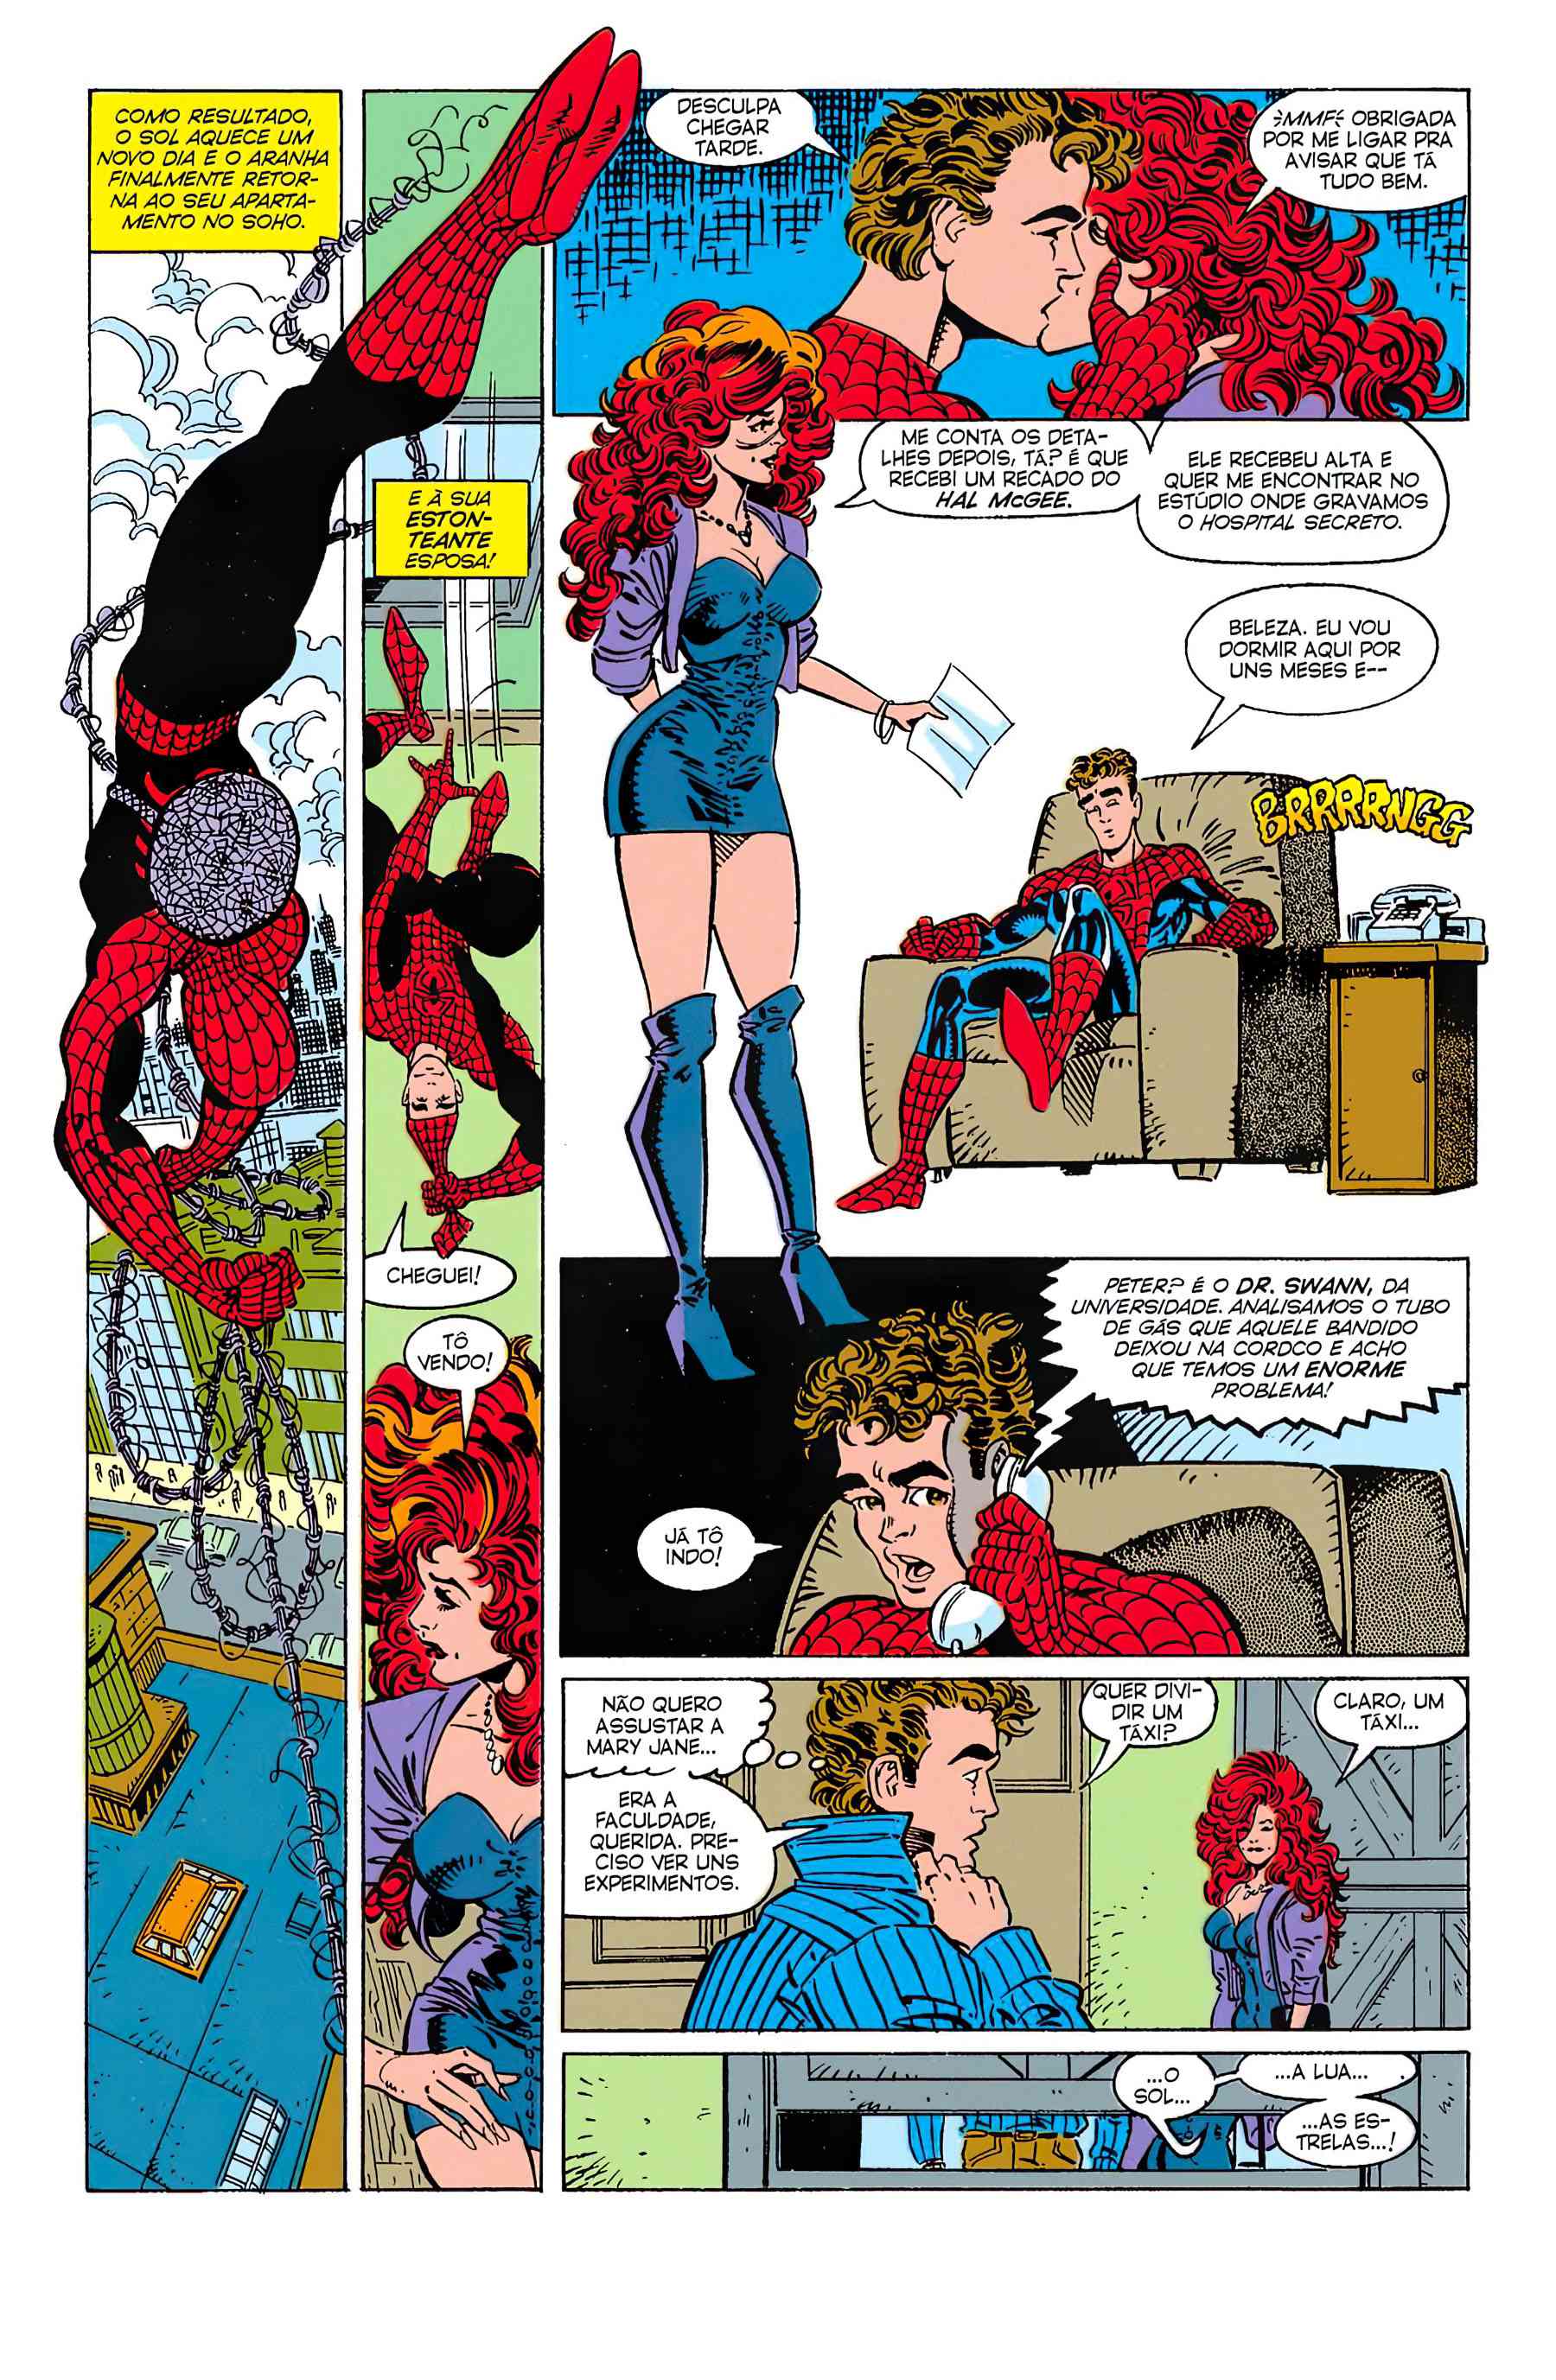 COMO RESULTADO,
O SOL AQUECE UM
NOVO DIA E O ARANHA
FINALMENTE RETOR-
NA AO SEU APARTA-
MENTO NO SOHO.
E À SUA
ESTON-
TEANTE
ESPOSA!
CHEGUEI!
TÔ
VENDO!
DESCULPA
CHEGAR
TARDE.
MMF OBRIGADA
POR ME LIGAR PRA
AVISAR QUE TÁ
TUDO BEM.
ME CONTA OS DETA-
LHES DEPOIS, TÁ? É QUE
RECEBI UM RECADO DO
HAL McGEE.
ELE RECEBEU ALTA E
QUER ME ENCONTRAR NO
ESTÚDIO ONDE GRAVAMOS
O HOSPITAL SECRETO.
BELEZA. EU VOU
DORMIR AQUI POR
UNS MESES E--
BRRRRNGG
PETER? É O DR. SWANN, DA
UNIVERSIDADE. ANALISAMOS O TUBO
DE GÁS QUE AQUELE BANDIDO
DEIXOU NA CORDCO E ACHO
QUE TEMOS UM ENORME
PROBLEMA!
JÁ TÔ
INDO!
NÃO QUERO
ASSUSTAR A
MARY JANE...
ERA A
FACULDADE,
QUERIDA. PRE-
CISO VER UNS
EXPERIMENTOS.
QUER DIVI-
DIR UM
TÁXI?
CLARO, UM
TÁXI...
...O
SOL...
...A LUA...
...AS ES-
TRELAS...!